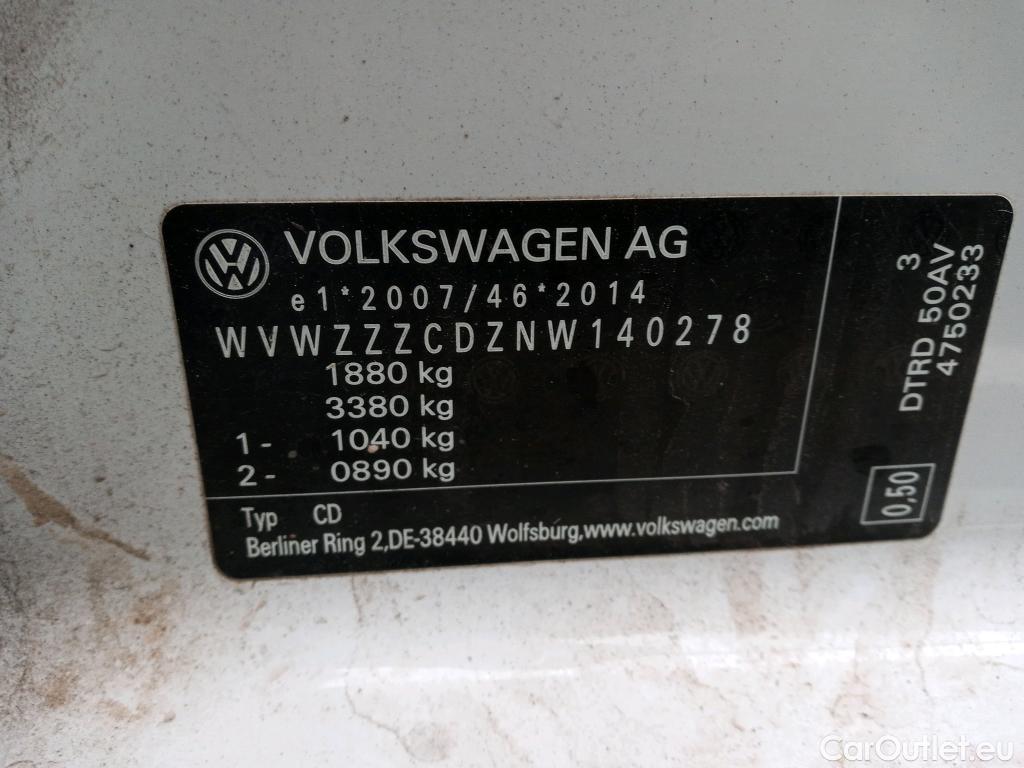 VOLKSWAGEN AG
e1*2007/46*2014
WVWZZZCDZNW140278
1880 kg
3380 kg
1- 1040 kg
2- 0890 kg
Typ CD
Berliner Ring 2,DE-38440 Wolfsburg,www.volkswagen.com
3
DTRD 50AV
4750233
0,50
CarOutlet.eu